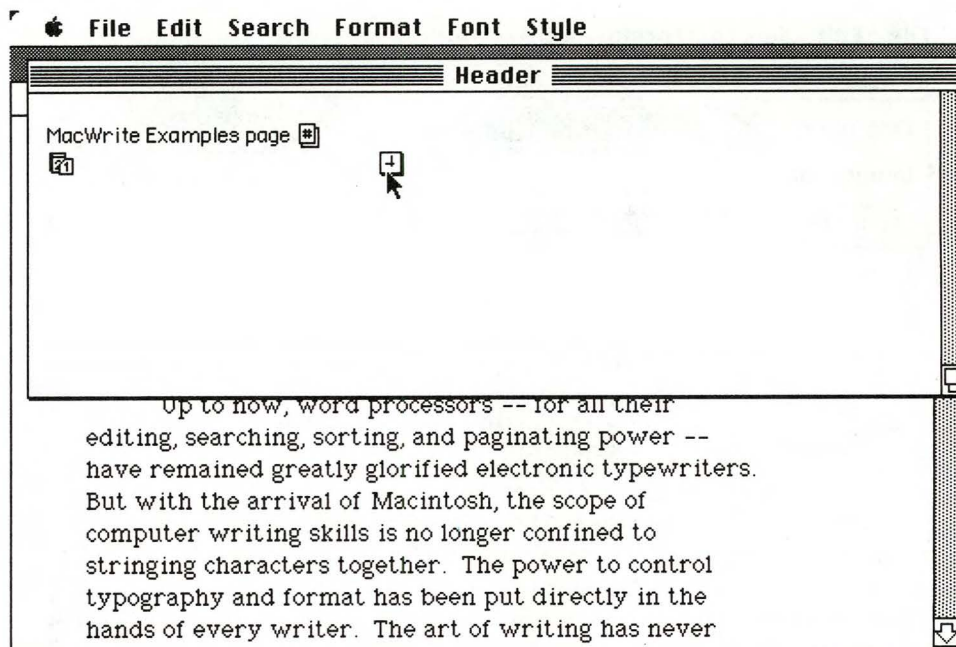 File Edit Search Format Font Style
Header
MacWrite Examples page #
21
Up to now, word processors -- for all their
editing, searching, sorting, and paginating power --
have remained greatly glorified electronic typewriters.
But with the arrival of Macintosh, the scope of
computer writing skills is no longer confined to
stringing characters together. The power to control
typography and format has been put directly in the
hands of every writer. The art of writing has never